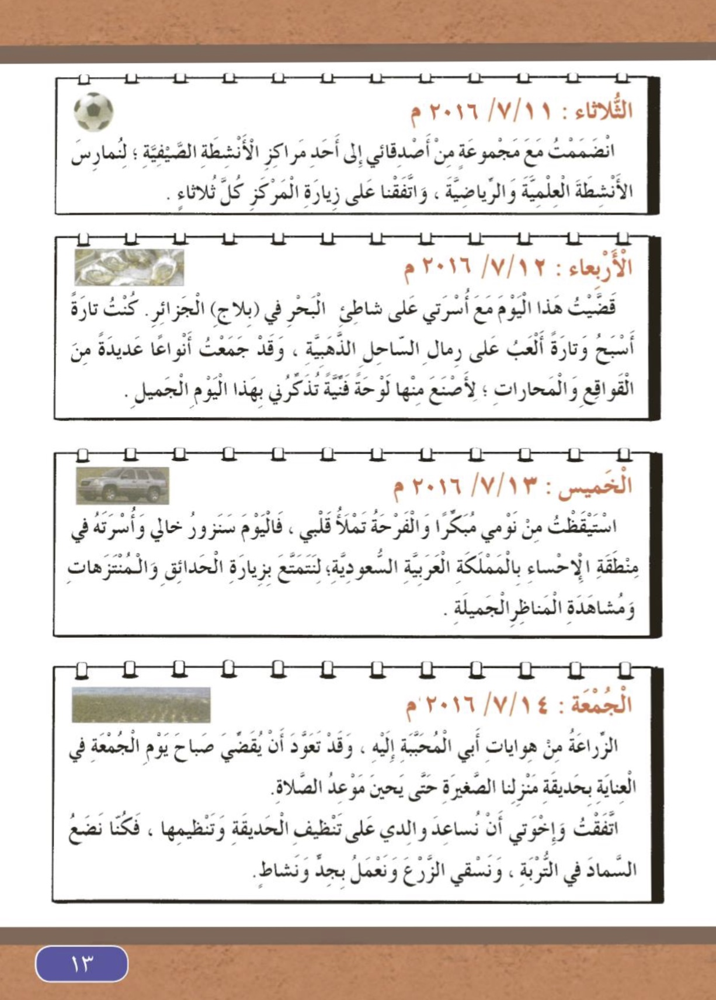 الثُّلاثاء : ١١ /٧/ ٢٠١٦ م
انْضَمَمْتُ مَعَ مَجْموعَةٍ مِنْ أَصْدِقائي إِلى أَحَدِ مَراكِزِ الْأَنْشِطَةِ الصَّيْفِيَّةِ ؛ لِنُمارِسَ
الأَنْشِطَةَ الْعِلْمِيَّةَ وَالرِّياضِيَّةَ ، وَاتَّفَقْنا عَلى زِيارَةِ الْمَرْكَزِ كُلَّ ثُلاثاءٍ .
الْأَرْبِعاء : ١٢ /٧/ ٢٠١٦ م
قَضَّيْتُ هَذا الْيَوْمَ مَعَ أُسْرَتي عَلى شاطِئِ الْبَحْرِ في (بِلاجِ) الْجَزائِرِ. كُنْتُ تارَةً
أَسْبَحُ وَتارَةً أَلْعَبُ عَلى رِمالِ السّاحِلِ الذَّهَبِيَّةِ ، وَقَدْ جَمَعْتُ أَنْواعًا عَديدَةً مِنَ
الْقَواقِعِ وَالْمَحاراتِ ؛ لِأَصْنَعَ مِنْها لَوْحَةً فَنِّيَّةً تُذَكِّرُني بِهَذا الْيَوْمِ الْجَميلِ .
الْخَميس : ١٣ /٧/ ٢٠١٦ م
اسْتَيْقَظْتُ مِنْ نَوْمي مُبَكِّرًا وَالْفَرْحَةُ تَمْلَأُ قَلْبي ، فَالْيَوْمَ سَنَزورُ خالي وَأُسْرَتَهُ في
مِنْطَقَةِ الْإِحْساءِ بِالْمَمْلَكَةِ الْعَرَبِيَّةِ السُّعودِيَّةِ؛ لِنَتَمَتَّعَ بِزِيارَةِ الْحَدائِقِ وَالْمُنْتَزَهاتِ
وَمُشاهَدَةِ الْمَناظِرِ الْجَميلَةِ .
الْجُمْعَة : ١٤ /٧/ ٢٠١٦ م
الزِّراعَةُ مِنْ هِواياتِ أَبي الْمُحَبَّبَةِ إِلَيْهِ ، وَقَدْ تَعَوَّدَ أَنْ يُقَضِّيَ صَباحَ يَوْمِ الْجُمْعَةِ في
الْعِنايَةِ بِحَديقَةِ مَنْزِلِنا الصَّغيرَةِ حَتَّى يَحينَ مَوْعِدُ الصَّلاةِ.
اتَّفَقْتُ وَإِخْوَتي أَنْ نُساعِدَ والِدي عَلى تَنْظيفِ الْحَديقَةِ وَتَنْظيمِها ، فَكُنّا نَضَعُ
السَّمادَ في التُّرْبَةِ ، وَنَسْقي الزَّرْعَ وَنَعْمَلُ بِجِدٍّ وَنَشاطٍ.
١٣